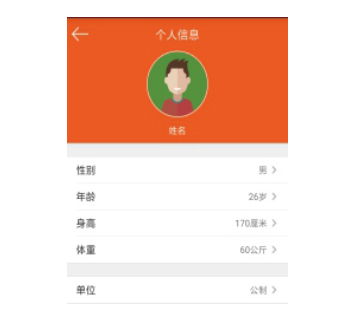 个人信息
姓名
性别 男
年龄 26岁
身高 170厘米
体重 60公斤
单位 公制